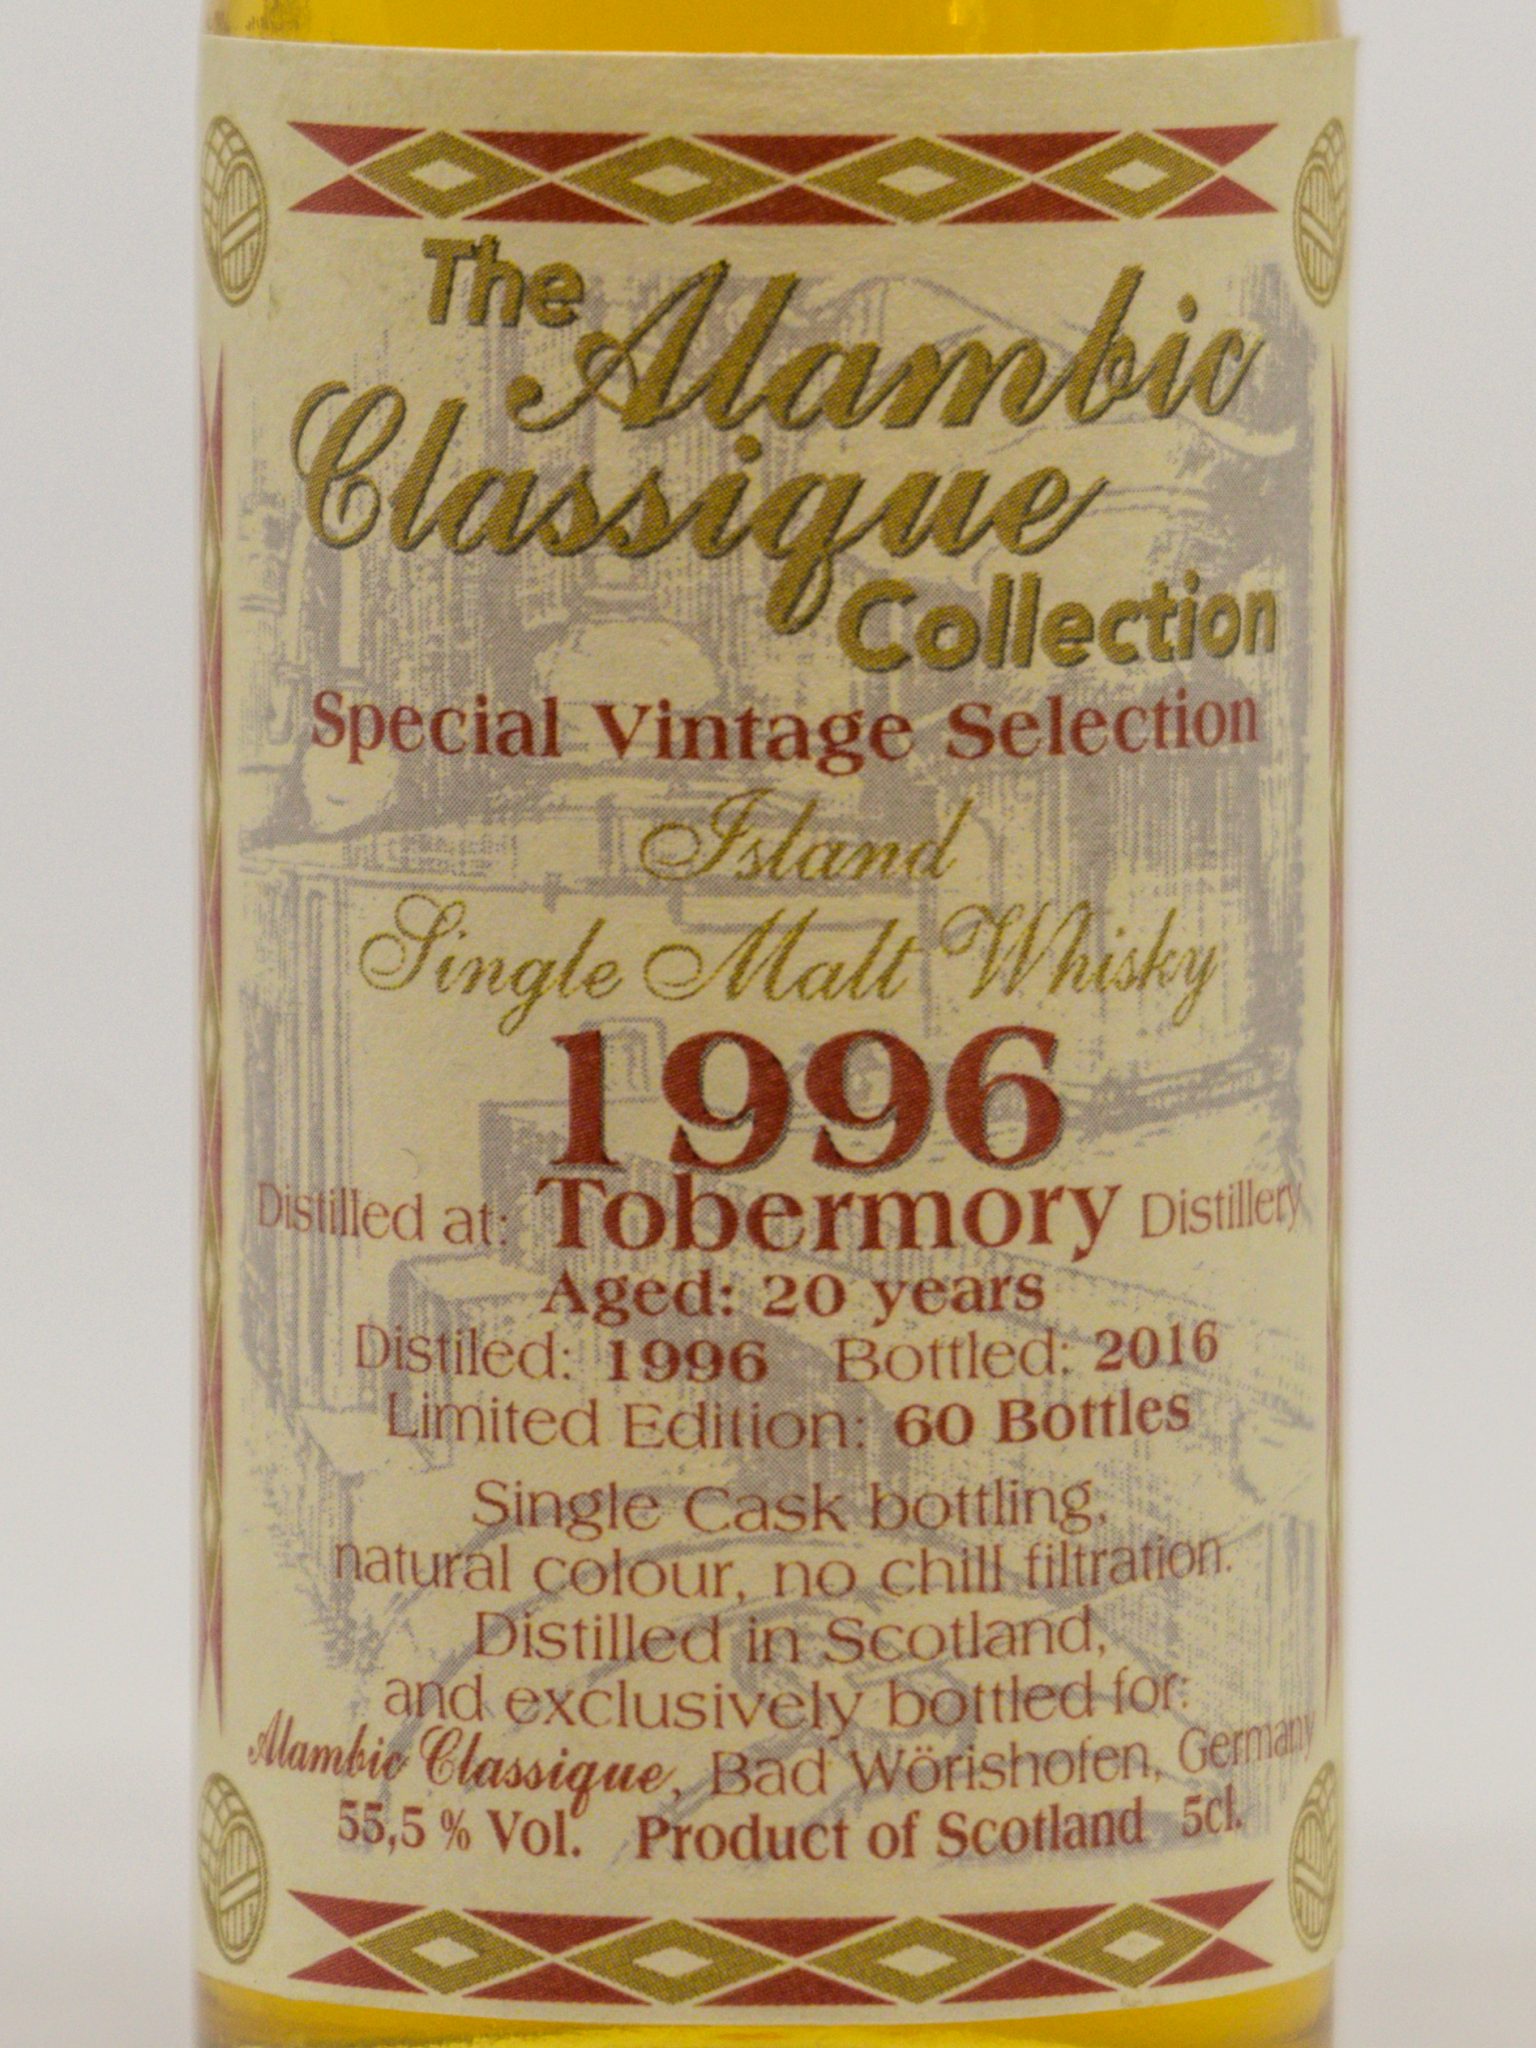 The Alambic
Classique
Collection
Special Vintage Selection
Island
Single Malt Whisky
1996
Distilled at: Tobermory Distillery
Aged: 20 years
Distiled: 1996 Bottled: 2016
Limited Edition: 60 Bottles
Single Cask bottling,
natural colour, no chill filtration.
Distilled in Scotland,
and exclusively bottled for:
Alambic Classique, Bad Wörishofen, Germany
55,5 % Vol. Product of Scotland 5cl.